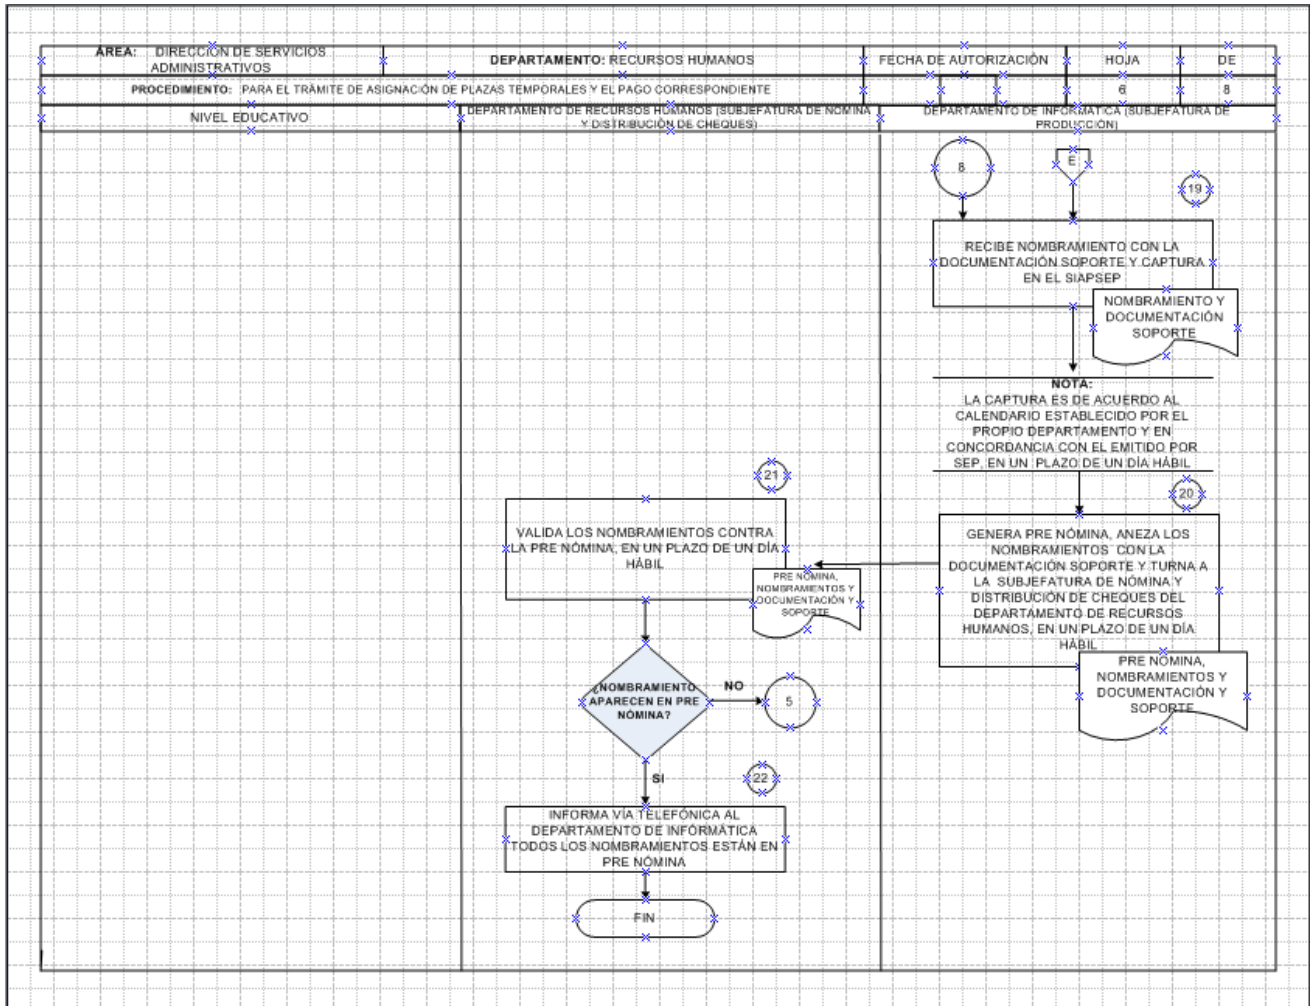 ÁREA: DIRECCIÓN DE SERVICIOS
ADMINISTRATIVOS
DEPARTAMENTO: RECURSOS HUMANOS
FECHA DE AUTORIZACIÓN
HOJA
DE
PROCEDIMIENTO: PARA EL TRÁMITE DE ASIGNACIÓN DE PLAZAS TEMPORALES Y EL PAGO CORRESPONDIENTE
6
8
NIVEL EDUCATIVO
DEPARTAMENTO DE RECURSOS HUMANOS (SUBJEFATURA DE NÓMINA
Y DISTRIBUCIÓN DE CHEQUES)
DEPARTAMENTO DE INFORMÁTICA (SUBJEFATURA DE
PRODUCCIÓN)
8
E
19
RECIBE NOMBRAMIENTO CON LA
DOCUMENTACIÓN SOPORTE Y CAPTURA
EN EL SIAPSEP
NOMBRAMIENTO Y
DOCUMENTACIÓN
SOPORTE
NOTA:
LA CAPTURA ES DE ACUERDO AL
CALENDARIO ESTABLECIDO POR EL
PROPIO DEPARTAMENTO Y EN
CONCORDANCIA CON EL EMITIDO POR
SEP, EN UN PLAZO DE UN DÍA HÁBIL
20
GENERA PRE NÓMINA, ANEZA LOS
NOMBRAMIENTOS CON LA
DOCUMENTACIÓN SOPORTE Y TURNA A
LA SUBJEFATURA DE NÓMINA Y
DISTRIBUCIÓN DE CHEQUES DEL
DEPARTAMENTO DE RECURSOS
HUMANOS, EN UN PLAZO DE UN DÍA
HÁBIL
PRE NÓMINA,
NOMBRAMIENTOS Y
DOCUMENTACIÓN Y
SOPORTE
21
VALIDA LOS NOMBRAMIENTOS CONTRA
LA PRE NÓMINA, EN UN PLAZO DE UN DÍA
HÁBIL
PRE NÓMINA,
NOMBRAMIENTOS Y
DOCUMENTACIÓN Y
SOPORTE
¿NOMBRAMIENTO
APARECEN EN PRE
NÓMINA?
NO
5
SI
22
INFORMA VÍA TELEFÓNICA AL
DEPARTAMENTO DE INFORMÁTICA
TODOS LOS NOMBRAMIENTOS ESTÁN EN
PRE NÓMINA
FIN